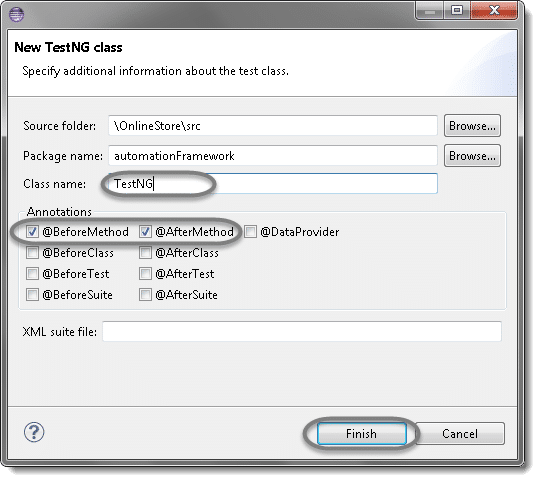 New TestNG class
Specify additional information about the test class.
Source folder: \OnlineStore\src Browse...
Package name: automationFramework Browse...
Class name: TestNG
Annotations
@BeforeMethod @AfterMethod @DataProvider
@BeforeClass @AfterClass
@BeforeTest @AfterTest
@BeforeSuite @AfterSuite
XML suite file:
? Finish Cancel